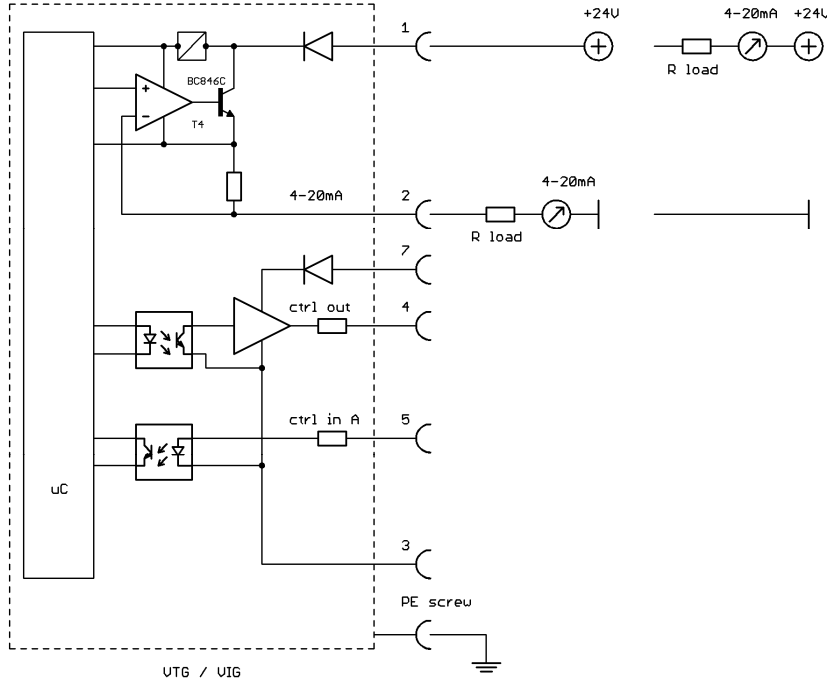 +24V
4-20mA
+24V
1
R load
BC846C
+
-
T4
4-20mA
4-20mA
2
R load
7
ctrl out
4
ctrl in A
5
uC
3
PE screw
VTG / VIG